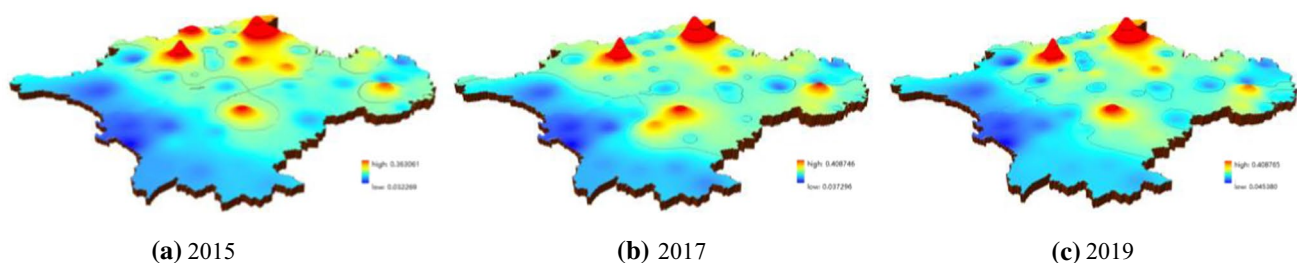 high: 0.363061
low: 0.032289
high: 0.408746
low: 0.037296
high: 0.408765
low: 0.045380
(a) 2015
(b) 2017
(c) 2019